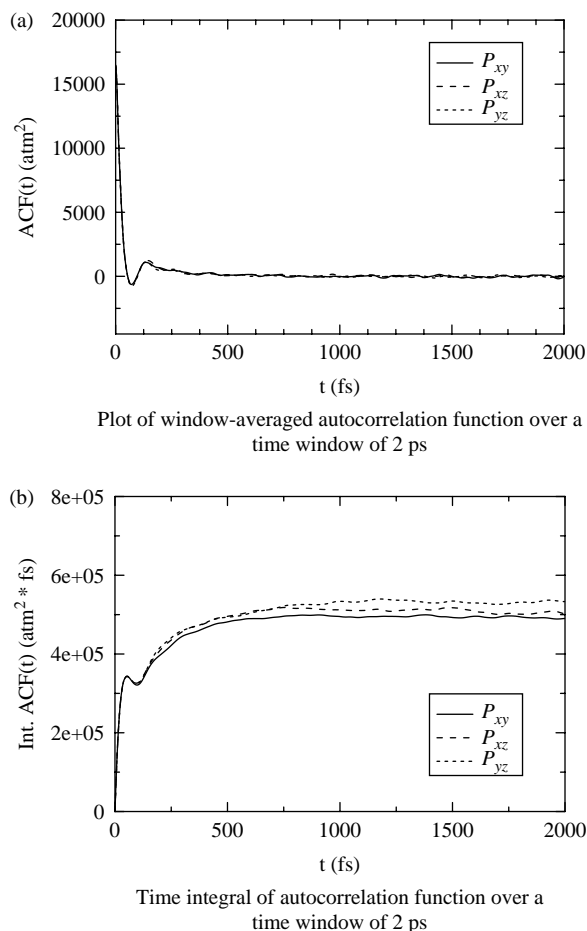 (a)
20000
15000
10000
5000
0
ACF(t) (atm²)
P_xy
P_xz
P_yz
0
500
1000
1500
2000
t (fs)
Plot of window-averaged autocorrelation function over a
time window of 2 ps
(b)
8e+05
6e+05
4e+05
2e+05
0
Int. ACF(t) (atm² * fs)
P_xy
P_xz
P_yz
0
500
1000
1500
2000
t (fs)
Time integral of autocorrelation function over a
time window of 2 ps